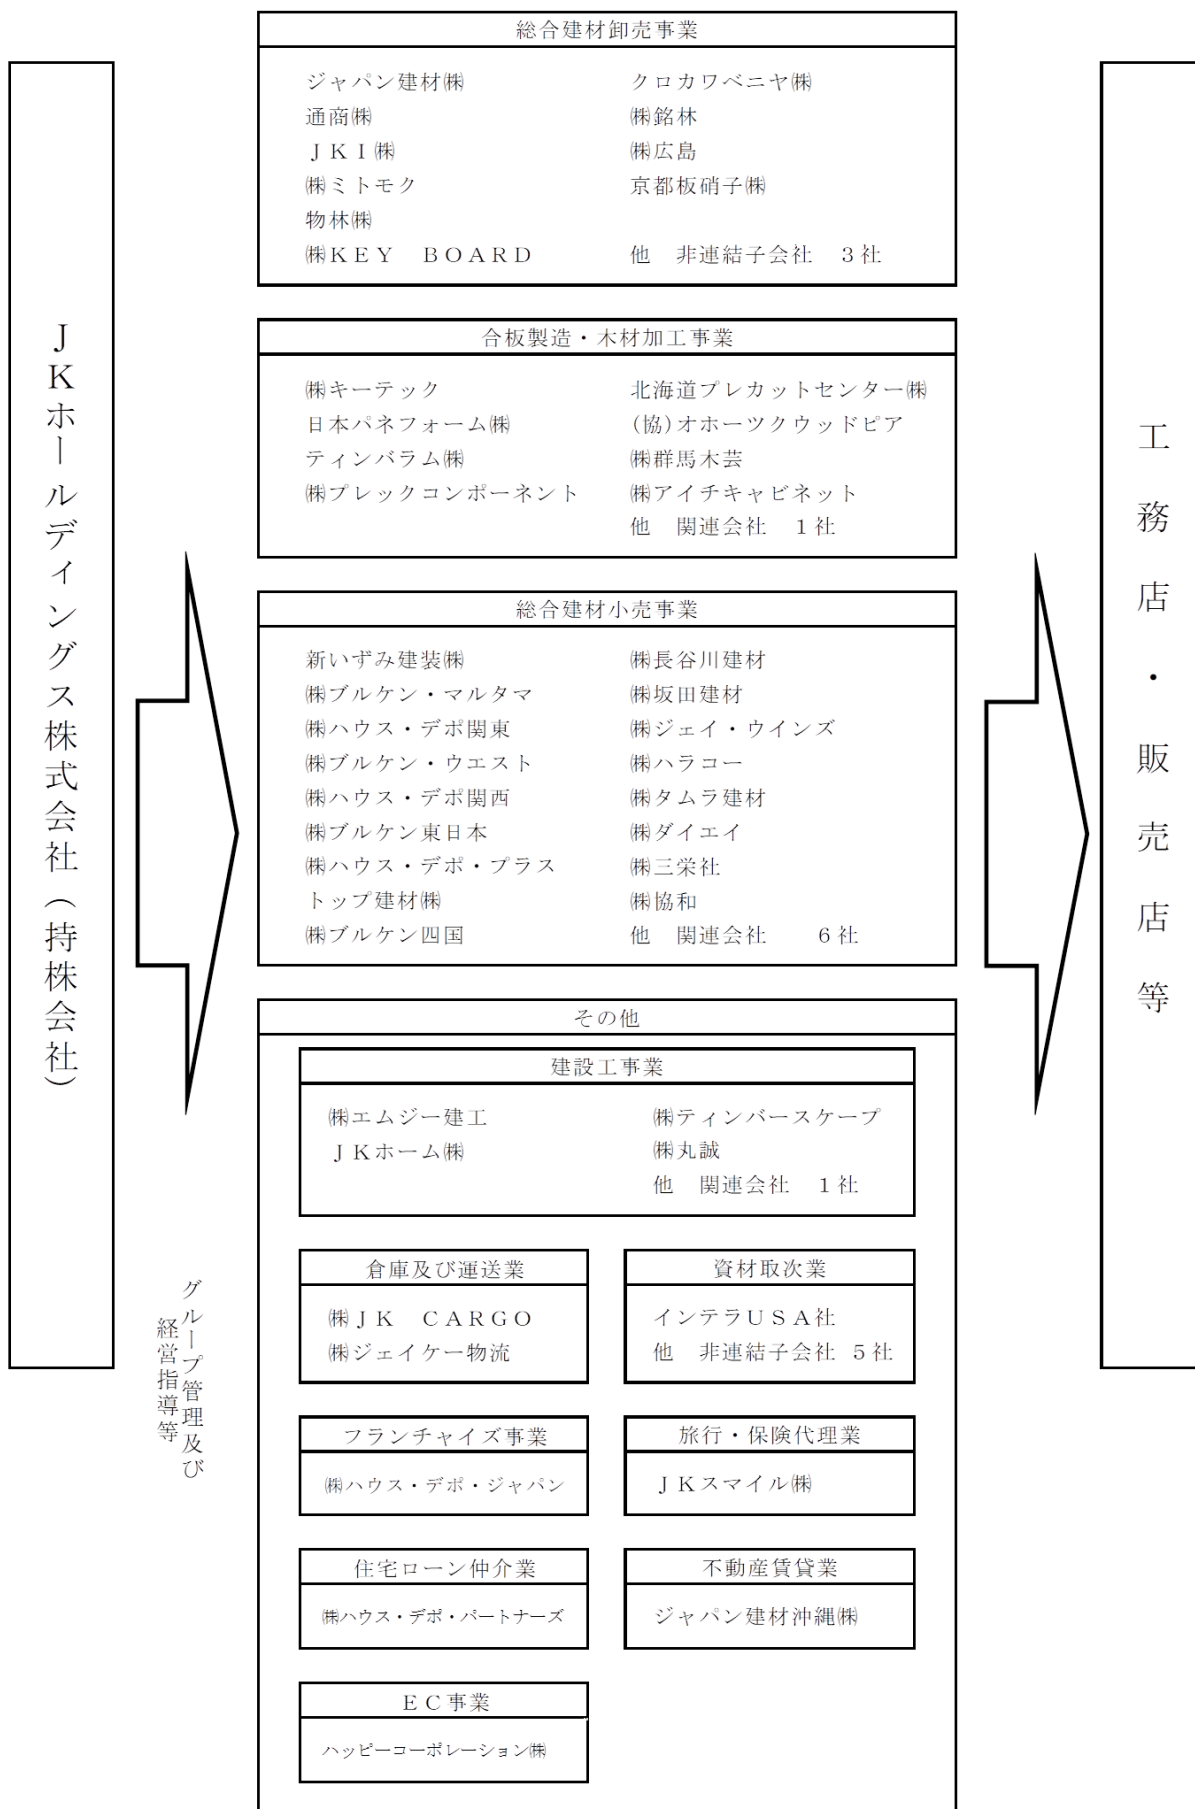 JKホールディングス株式会社（持株会社）
グループ管理及び
経営指導等
総合建材卸売事業
ジャパン建材㈱
通商㈱
ＪＫＩ㈱
㈱ミトモク
物林㈱
㈱ＫＥＹ　ＢＯＡＲＤ
クロカワベニヤ㈱
㈱銘林
㈱広島
京都板硝子㈱
他　非連結子会社　３社
合板製造・木材加工事業
㈱キーテック
日本パネフォーム㈱
ティンバラム㈱
㈱プレックコンポーネント
北海道プレカットセンター㈱
(協)オホーツクウッドピア
㈱群馬木芸
㈱アイチキャビネット
他　関連会社　１社
総合建材小売事業
新いずみ建装㈱
㈱ブルケン・マルタマ
㈱ハウス・デポ関東
㈱ブルケン・ウエスト
㈱ハウス・デポ関西
㈱ブルケン東日本
㈱ハウス・デポ・プラス
トップ建材㈱
㈱ブルケン四国
㈱長谷川建材
㈱坂田建材
㈱ジェイ・ウインズ
㈱ハラコー
㈱タムラ建材
㈱ダイエイ
㈱三栄社
㈱協和
他　関連会社　　６社
その他
建設工事業
㈱エムジー建工
ＪＫホーム㈱
㈱ティンバースケープ
㈱丸誠
他　関連会社　１社
倉庫及び運送業
㈱ＪＫ　ＣＡＲＧＯ
㈱ジェイケー物流
資材取次業
インテラＵＳＡ社
他　非連結子会社　５社
フランチャイズ事業
㈱ハウス・デポ・ジャパン
旅行・保険代理業
ＪＫスマイル㈱
住宅ローン仲介業
㈱ハウス・デポ・パートナーズ
不動産賃貸業
ジャパン建材沖縄㈱
ＥＣ事業
ハッピーコーポレーション㈱
工務店・販売店等